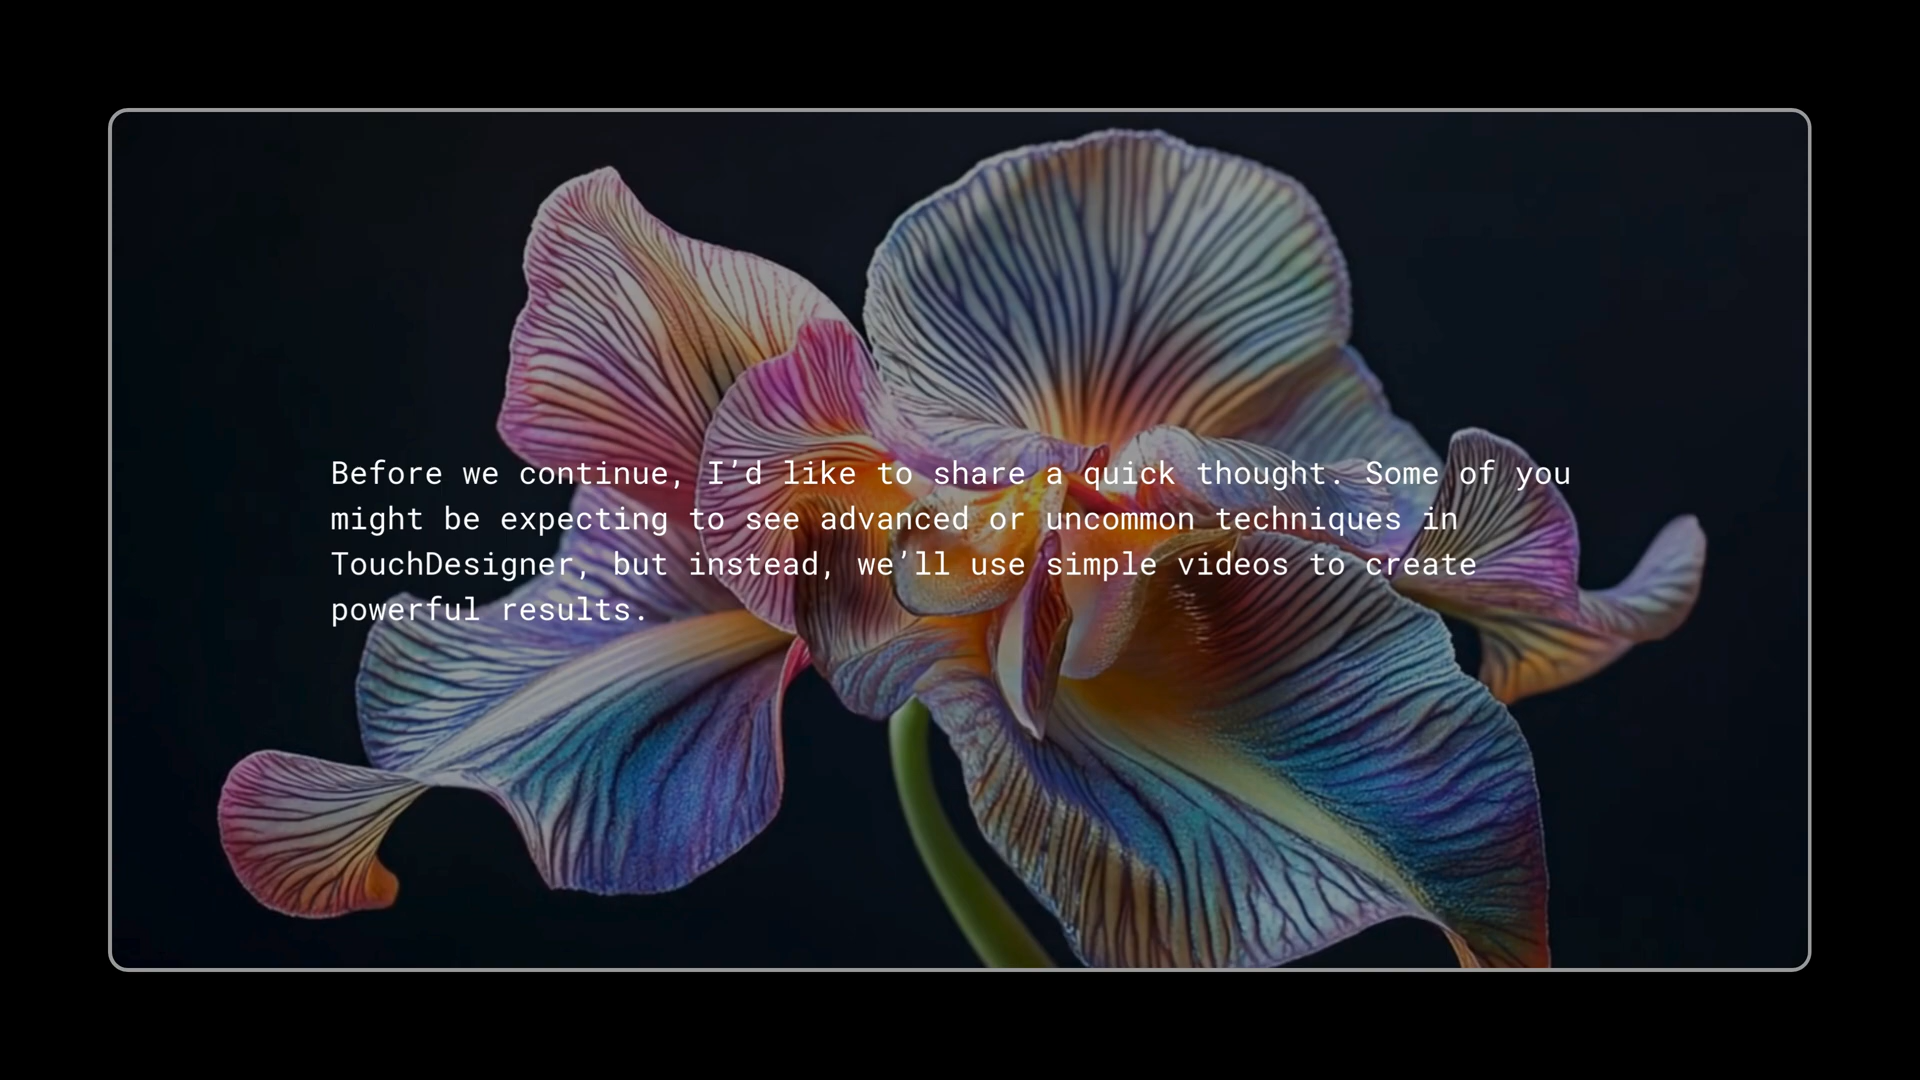 Before we continue, I’d like to share a quick thought. Some of you
might be expecting to see advanced or uncommon techniques in
TouchDesigner, but instead, we’ll use simple videos to create
powerful results.